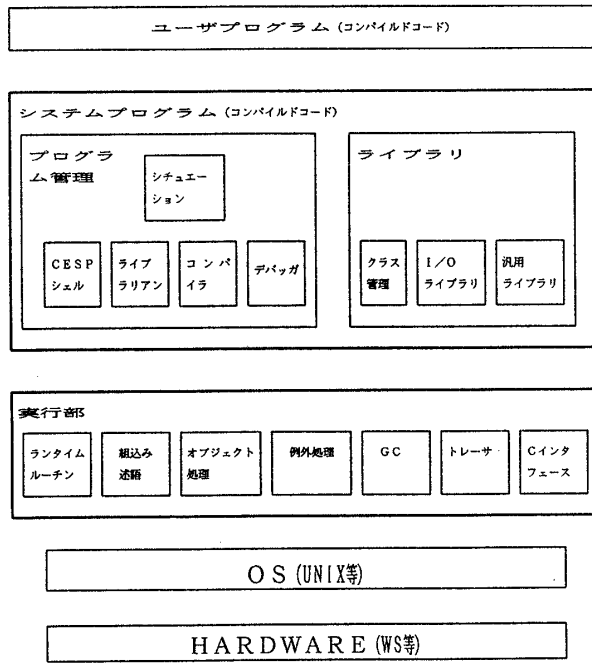 ユーザプログラム(コンパイルドコード)
システムプログラム(コンパイルドコード)
プログラ
ム管理
シチュエー
ション
CESP
シェル
ライブ
ラリアン
コンパ
イラ
デバッガ
ライブラリ
クラス
管理
I/O
ライブラリ
汎用
ライブラリ
実行部
ランタイム
ルーチン
組込み
述語
オブジェクト
処理
例外処理
GC
トレーサ
Cインタ
フェース
OS(UNIX等)
HARDWARE(WS等)